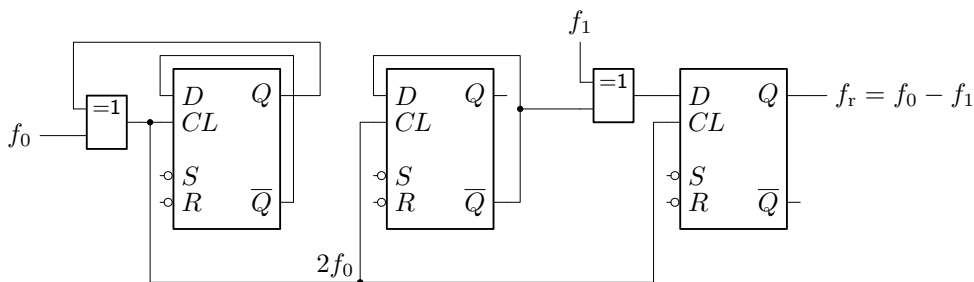 f₁
=1
D Q
D Q
=1
D Q
fᵣ = f₀ − f₁
f₀
CL
CL
CL
S
S
S
R Q̅
R Q̅
R Q̅
2f₀